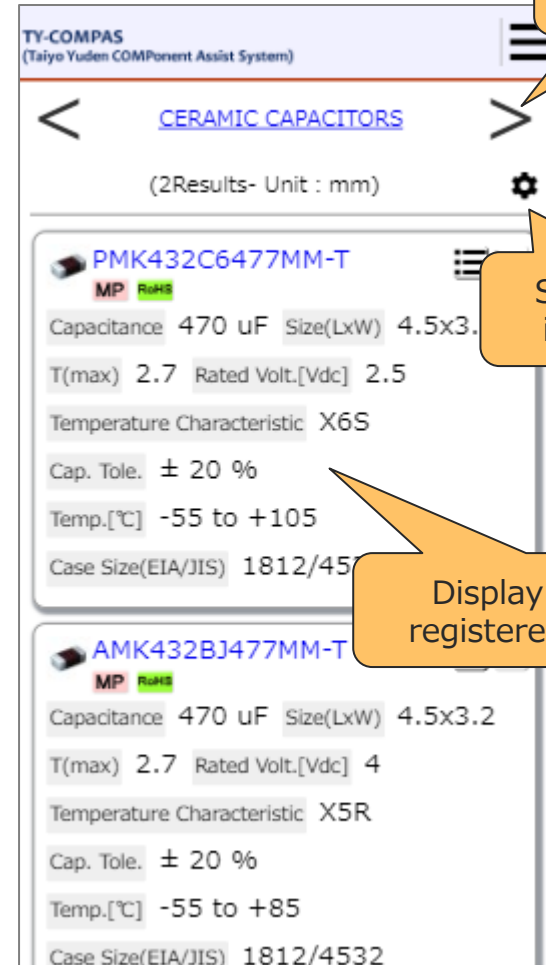 TY-COMPAS
(Taiyo Yuden COMPonent Assist System)
< CERAMIC CAPACITORS >
(2Results- Unit : mm)
PMK432C6477MM-T
MP RoHS
Capacitance 470 uF Size(LxW) 4.5x3.
T(max) 2.7 Rated Volt.[Vdc] 2.5
Temperature Characteristic X6S
Cap. Tole. ± 20 %
Temp.[℃] -55 to +105
Case Size(EIA/JIS) 1812/45
Display
registere
AMK432BJ477MM-T
MP RoHS
Capacitance 470 uF Size(LxW) 4.5x3.2
T(max) 2.7 Rated Volt.[Vdc] 4
Temperature Characteristic X5R
Cap. Tole. ± 20 %
Temp.[℃] -55 to +85
Case Size(EIA/JIS) 1812/4532